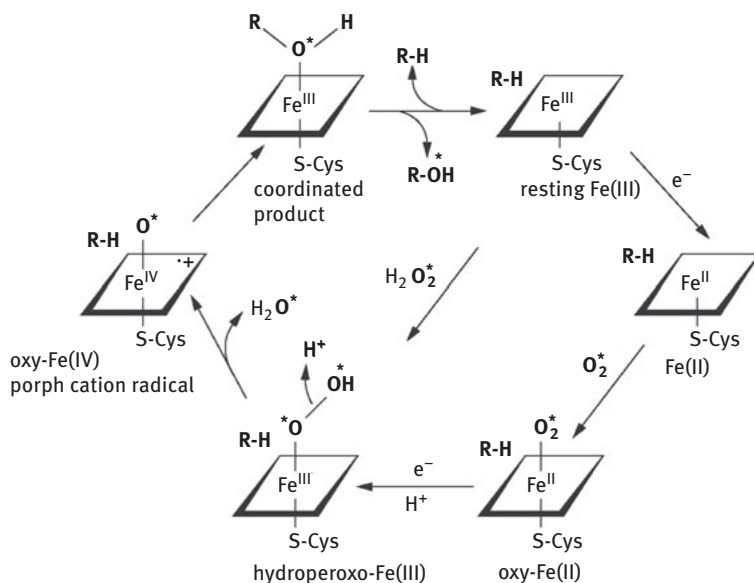 R H
O*
R-H
R-H
Fe^III
Fe^III
S-Cys
coordinated
product
R-OH*
S-Cys
resting Fe(III)
e⁻
R-H
O*
·+
Fe^IV
S-Cys
oxy-Fe(IV)
porph cation radical
H₂O*
H₂O₂*
R-H
Fe^II
S-Cys
Fe(II)
O₂*
H⁺
OH*
*O
R-H
Fe^III
S-Cys
hydroperoxo-Fe(III)
e⁻
H⁺
O₂*
R-H
Fe^II
S-Cys
oxy-Fe(II)